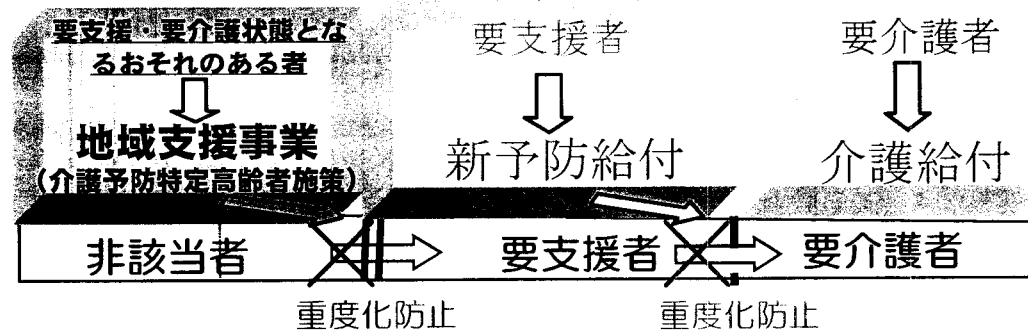 要支援・要介護状態とな
るおそれのある者
地域支援事業
(介護予防特定高齢者施策)
要支援者
新予防給付
要介護者
介護給付
非該当者
要支援者
要介護者
重度化防止
重度化防止